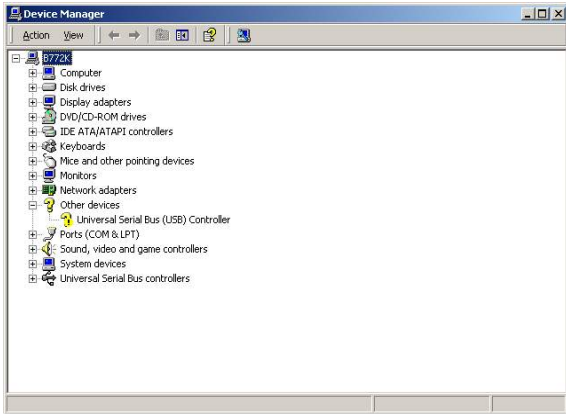 Device Manager
Action View
B772K
Computer
Disk drives
Display adapters
DVD/CD-ROM drives
IDE ATA/ATAPI controllers
Keyboards
Mice and other pointing devices
Monitors
Network adapters
Other devices
Universal Serial Bus (USB) Controller
Ports (COM & LPT)
Sound, video and game controllers
System devices
Universal Serial Bus controllers